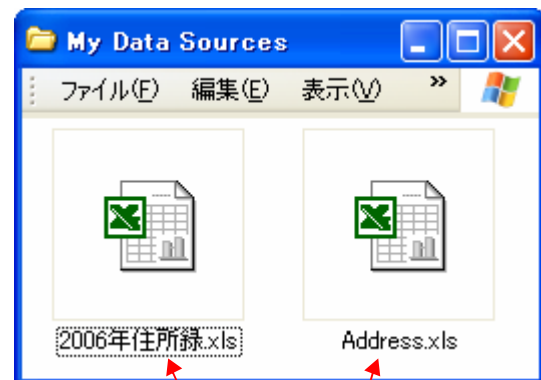 My Data Sources
ファイル(F) 編集(E) 表示(V) »
2006年住所録.xls Address.xls